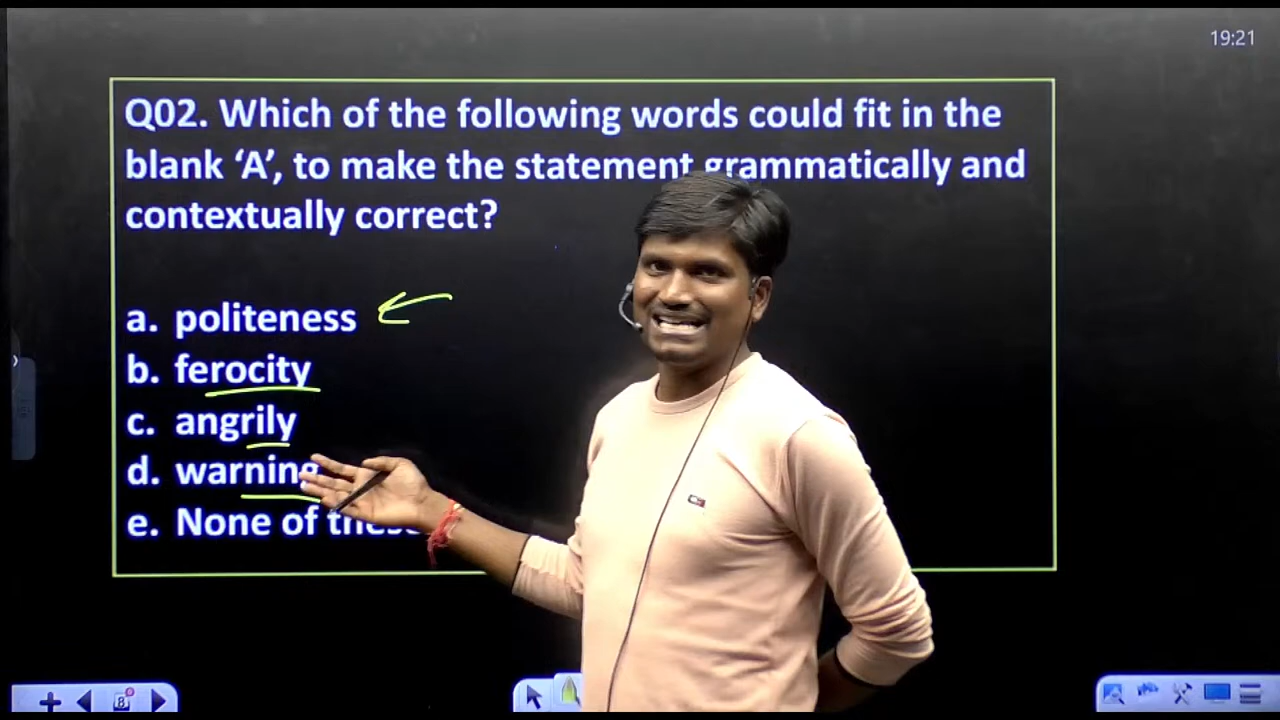 19:21
Q02. Which of the following words could fit in the
blank ‘A’, to make the statement grammatically and
contextually correct?
a. politeness
b. ferocity
c. angrily
d. warning
e. None of these